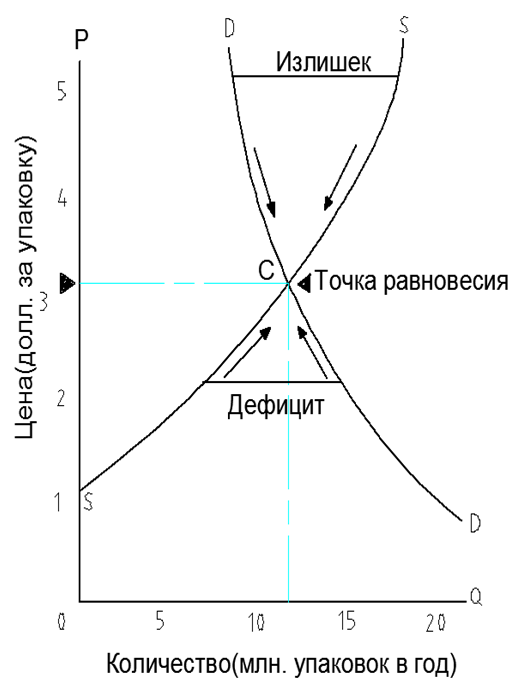 P
D
S
Излишек
5
4
3
2
1
Цена(долл. за упаковку)
C
Точка равновесия
Дефицит
S
D
Q
0
5
10
15
20
Количество(млн. упаковок в год)